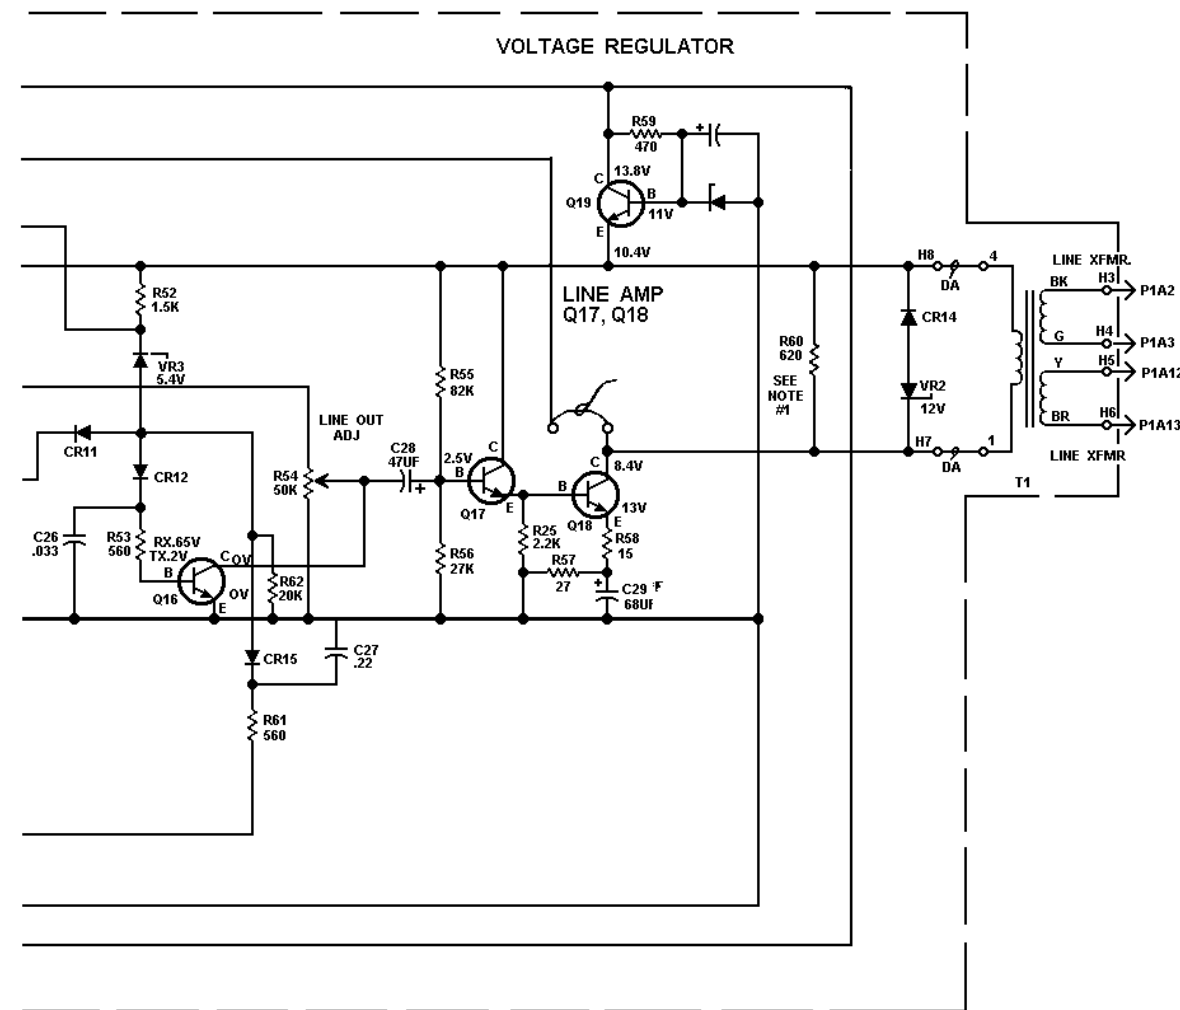 VOLTAGE REGULATOR
R59
470
+
C
13.8V
Q19
B
11V
E
10.4V
H8
4
DA
LINE XFMR.
BK
H3
P1A2
R52
1.5K
LINE AMP
Q17, Q18
CR14
G
H4
P1A3
VR3
5.4V
R55
82K
R60
620
SEE
NOTE
#1
Y
H5
P1A12
VR2
12V
LINE OUT
ADJ
BR
H6
P1A13
CR11
C28
47UF
+
2.5V
C
C
8.4V
H7
1
DA
LINE XFMR
CR12
R54
50K
B
Q17
E
B
Q18
13V
E
T1
C26
.033
R53
560
RX.65V
TX.2V
C
0V
R25
2.2K
R58
15
R56
27K
R57
27
B
Q16
0V
E
R62
20K
+
C29
F
68UF
CR15
C27
.22
R61
560